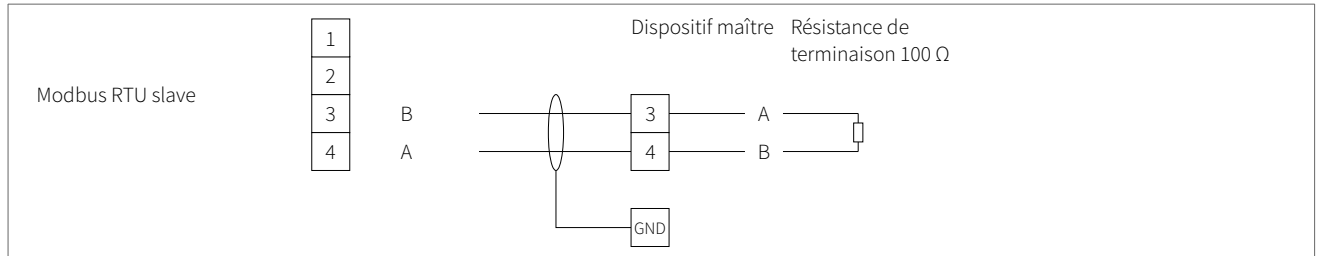 Dispositif maître
Résistance de
terminaison 100 Ω
Modbus RTU slave
1
2
3 B 3 A
4 A 4 B
GND